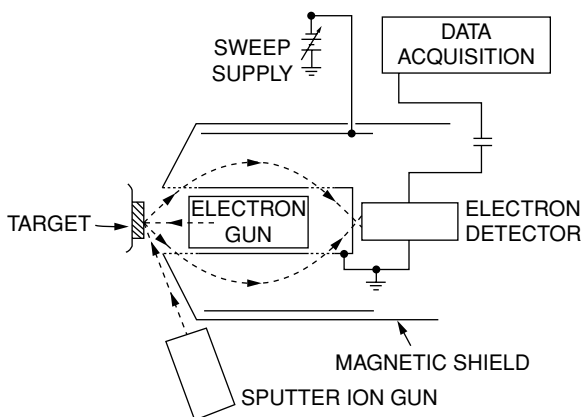 SWEEP
SUPPLY
DATA
ACQUISITION
TARGET
ELECTRON
GUN
ELECTRON
DETECTOR
MAGNETIC SHIELD
SPUTTER ION GUN